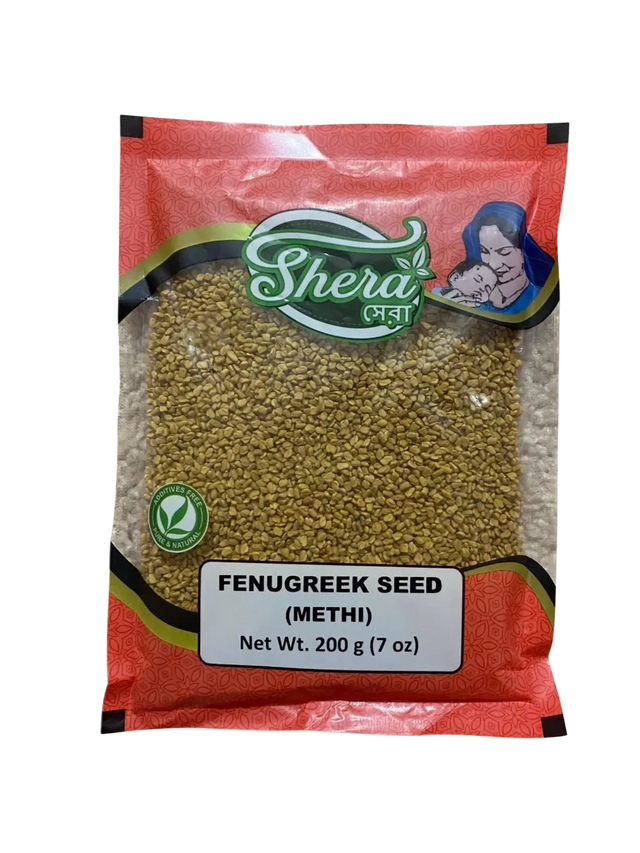 Shera
সেরা
ADDITIVES FREE
PURE & NATURAL
FENUGREEK SEED
(METHI)
Net Wt. 200 g (7 oz)